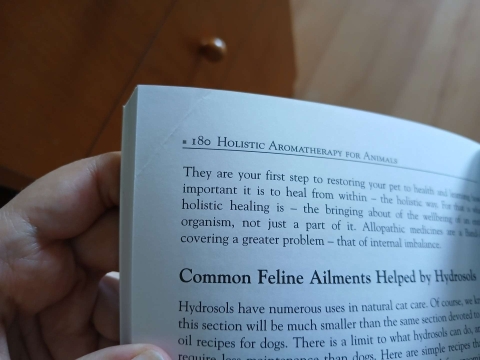 ▪ 180 Holistic Aromatherapy for Animals
They are your first step to restoring your pet to health and
important it is to heal from within – the holistic way. For that is
holistic healing is – the bringing about of the wellbeing of an
organism, not just a part of it. Allopathic medicines are
covering a greater problem – that of internal imbalance.
Common Feline Ailments Helped by Hydrosols
Hydrosols have numerous uses in natural cat care. Of course, we
this section will be much smaller than the same section devoted to
oil recipes for dogs. There is a limit to what hydrosols can do,
require less maintenance than dogs. Here are simple recipes